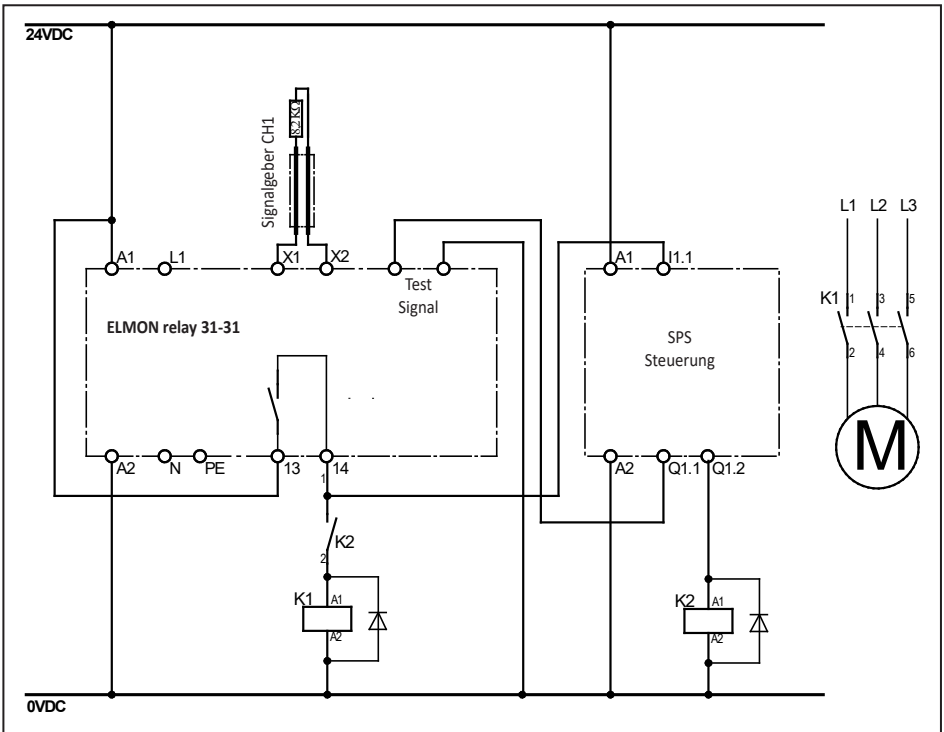 24VDC
Signalgeber CH1
8,2 KΩ
L1 L2 L3
A1 L1 X1 X2 A1 I1.1
Test
Signal
ELMON relay 31-31
SPS
Steuerung
K1 1 3 5
2 4 6
M
A2 N PE 13 14 A2 Q1.1 Q1.2
1
K2
2
K1 A1
A2
K2 A1
A2
0VDC